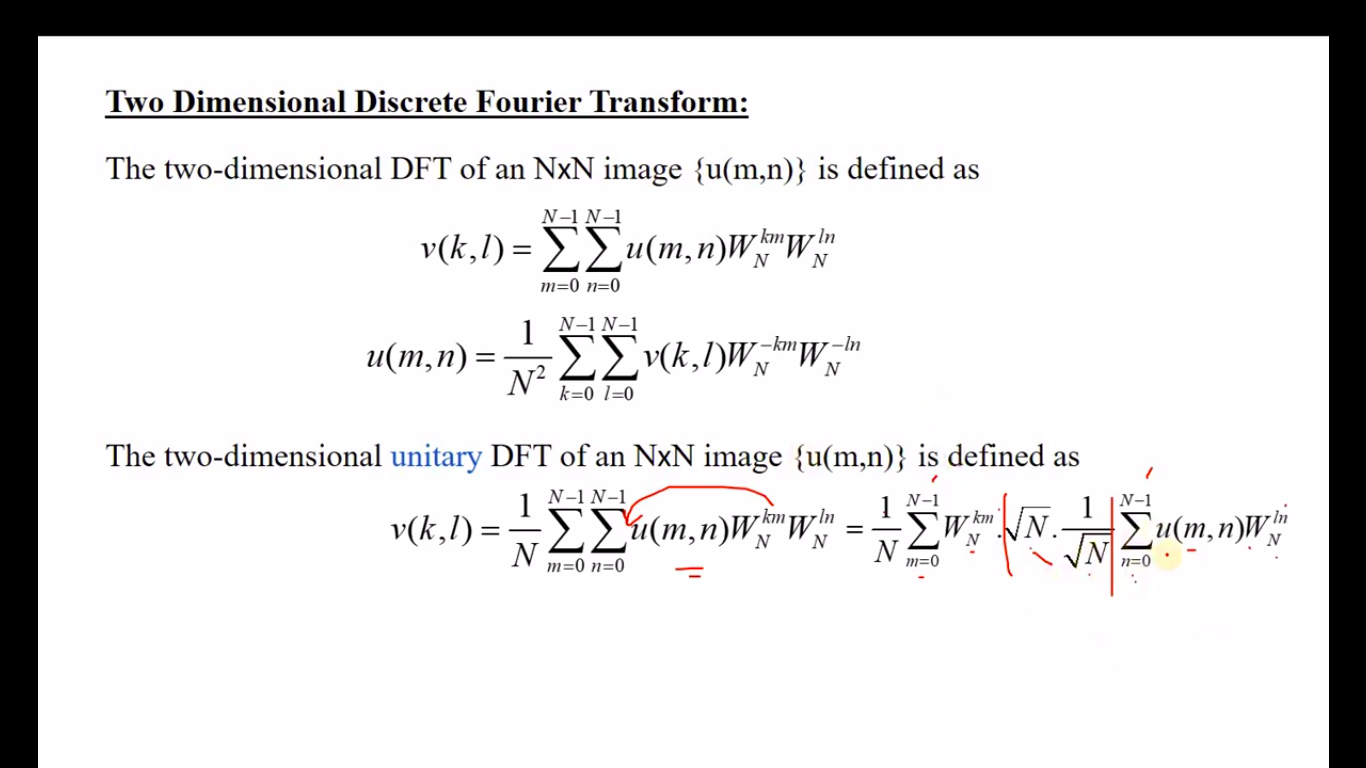 Two Dimensional Discrete Fourier Transform:
The two-dimensional DFT of an NxN image {u(m,n)} is defined as
v(k,l) = \sum_{m=0}^{N-1} \sum_{n=0}^{N-1} u(m,n) W_N^{km} W_N^{ln}
u(m,n) = \frac{1}{N^2} \sum_{k=0}^{N-1} \sum_{l=0}^{N-1} v(k,l) W_N^{-km} W_N^{-ln}
The two-dimensional unitary DFT of an NxN image {u(m,n)} is defined as
v(k,l) = \frac{1}{N} \sum_{m=0}^{N-1} \sum_{n=0}^{N-1} u(m,n) W_N^{km} W_N^{ln} = \frac{1}{N} \sum_{m=0}^{N-1} W_N^{km} . \sqrt{N} . \frac{1}{\sqrt{N}} \sum_{n=0}^{N-1} u(m,n) W_N^{ln}